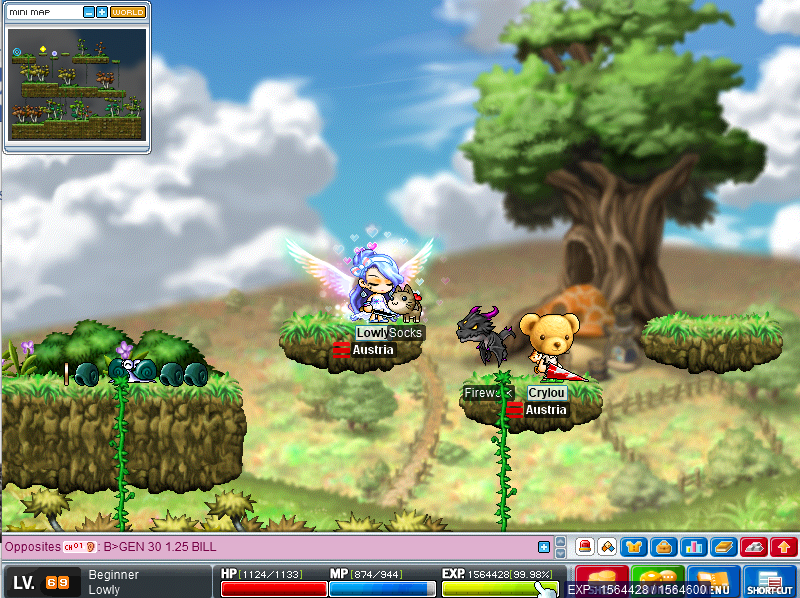 MINI MAP WORLD
Lowly Socks
Austria
Firew
Crylou
Austria
Opposites CH 01 : B>GEN 30 1.25 BILL
LV. 69 Beginner
Lowly
HP[1124/1133] MP[874/944] EXP. 1564428[99.98%]
EXP : 1564428 / 1564600
SHORTCUT